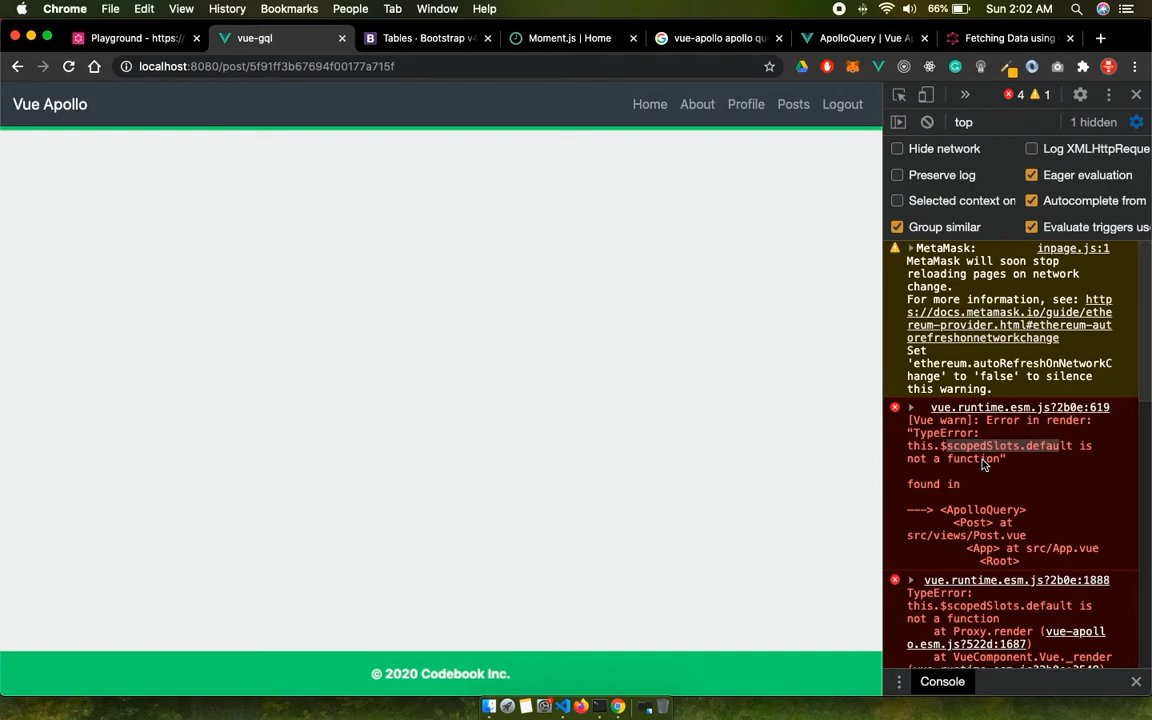 Chrome File Edit View History Bookmarks People Tab Window Help 66% Sun 2:02 AM
Playground - https:/ vue-gql Tables · Bootstrap v4 Moment.js | Home vue-apollo apollo qu ApolloQuery | Vue Ap Fetching Data using
localhost:8080/post/5f91ff3b67694f00177a715f
Vue Apollo Home About Profile Posts Logout
4 1
top 1 hidden
Hide network Log XMLHttpReque
Preserve log Eager evaluation
Selected context on Autocomplete from
Group similar Evaluate triggers us
MetaMask: inpage.js:1
MetaMask will soon stop
reloading pages on network
change.
For more information, see: http
s://docs.metamask.io/guide/ethe
reum-provider.html#ethereum-aut
orefreshonnetworkchange
Set
'ethereum.autoRefreshOnNetworkC
hange' to 'false' to silence
this warning.
vue.runtime.esm.js?2b0e:619
[Vue warn]: Error in render:
"TypeError:
this.$scopedSlots.default is
not a function"
found in
---> <ApolloQuery>
<Post> at
src/views/Post.vue
<App> at src/App.vue
<Root>
vue.runtime.esm.js?2b0e:1888
TypeError:
this.$scopedSlots.default is
not a function
at Proxy.render (vue-apoll
o.esm.js?522d:1687)
at VueComponent.Vue._render
© 2020 Codebook Inc.
Console